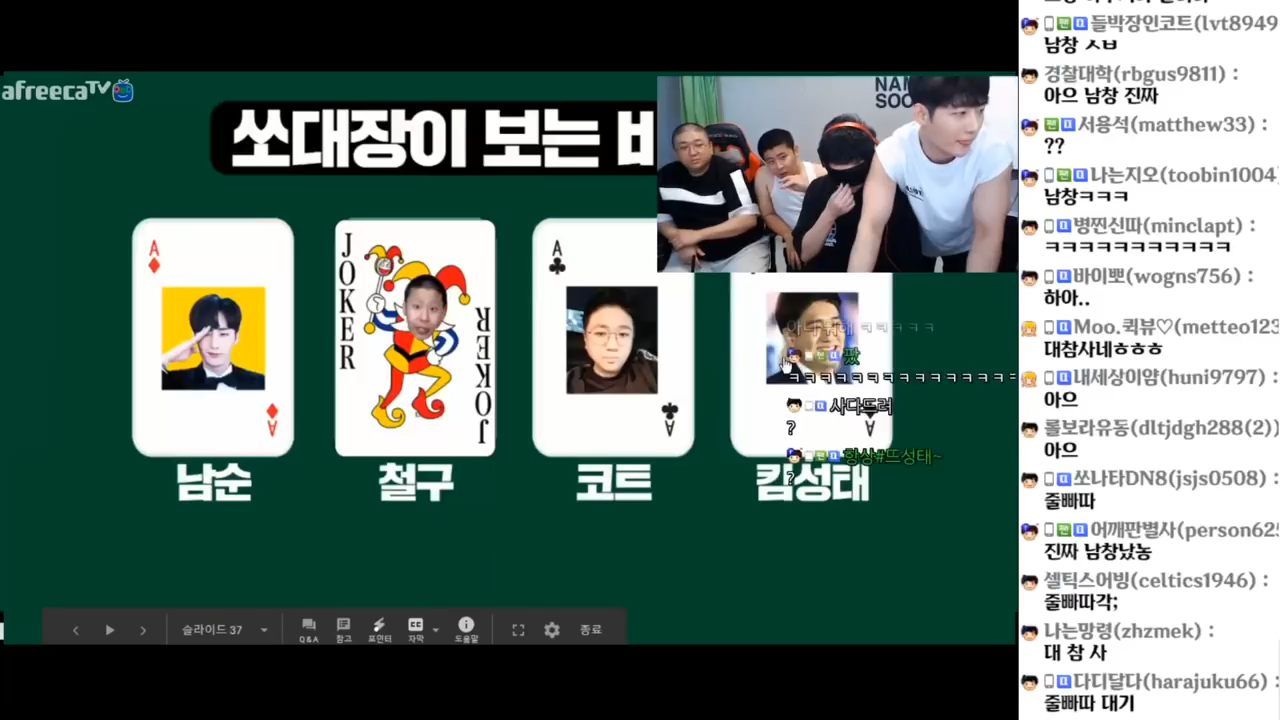 afreecaTV
쏘대장이 보는 ㅂ
NAM
SOO
A
A
JOKER
JOKER
A
A
A
남순
철구
코트
킴성태
ㅋㅋㅋㅋㅋ
팠
ㅋㅋㅋㅋㅋㅋㅋㅋㅋㅋㅋㅋㅋㅋㅋㅋㅋㅋ
사다뜨러
?
항상#뜨성태~
?
슬라이드 37
Q&A
참고
포인터
자막
도움말
종료
들박장인코트(lvt8949
남창 ㅅㅂ
경찰대학(rbgus9811) :
아으 남창 진짜
서용석(matthew33) :
??
나는지오(toobin1004)
남창ㅋㅋㅋ
병찐신따(minclapt) :
ㅋㅋㅋㅋㅋㅋㅋㅋㅋㅋㅋ
바이뽀(wogns756) :
하아..
Moo.퀵뷰♡(metteo123
대참사네ㅎㅎㅎ
내세상이얌(huni9797) :
아으
롤보라유동(dltjdgh288(2))
아으
쏘나타DN8(jsjs0508) :
줄빠따
어깨판별사(person625
진짜 남창났농
셀틱스어빙(celtics1946) :
줄빠따각;
나는망령(zhzmek) :
대 참 사
다디달다(harajuku66) :
줄빠따 대기